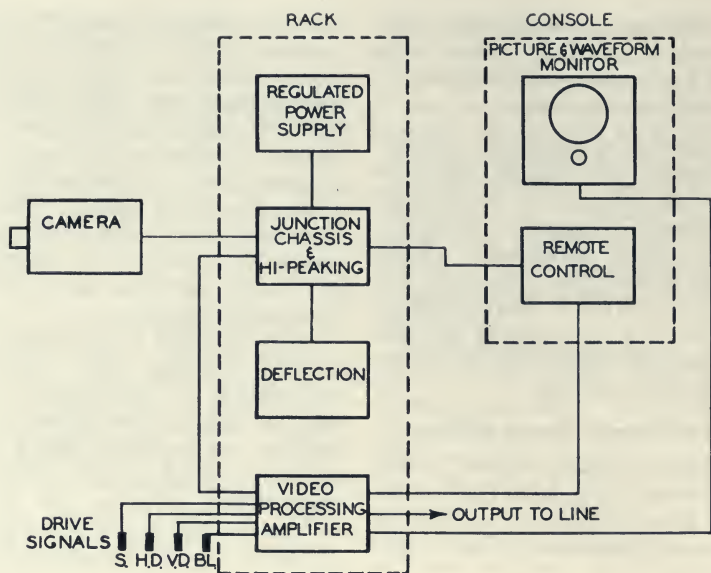 RACK
CONSOLE
PICTURE & WAVEFORM
MONITOR
REGULATED
POWER
SUPPLY
CAMERA
JUNCTION
CHASSIS
&
HI-PEAKING
REMOTE
CONTROL
DEFLECTION
VIDEO
PROCESSING
AMPLIFIER
OUTPUT TO LINE
DRIVE
SIGNALS
S. H.D. V.D. BL.